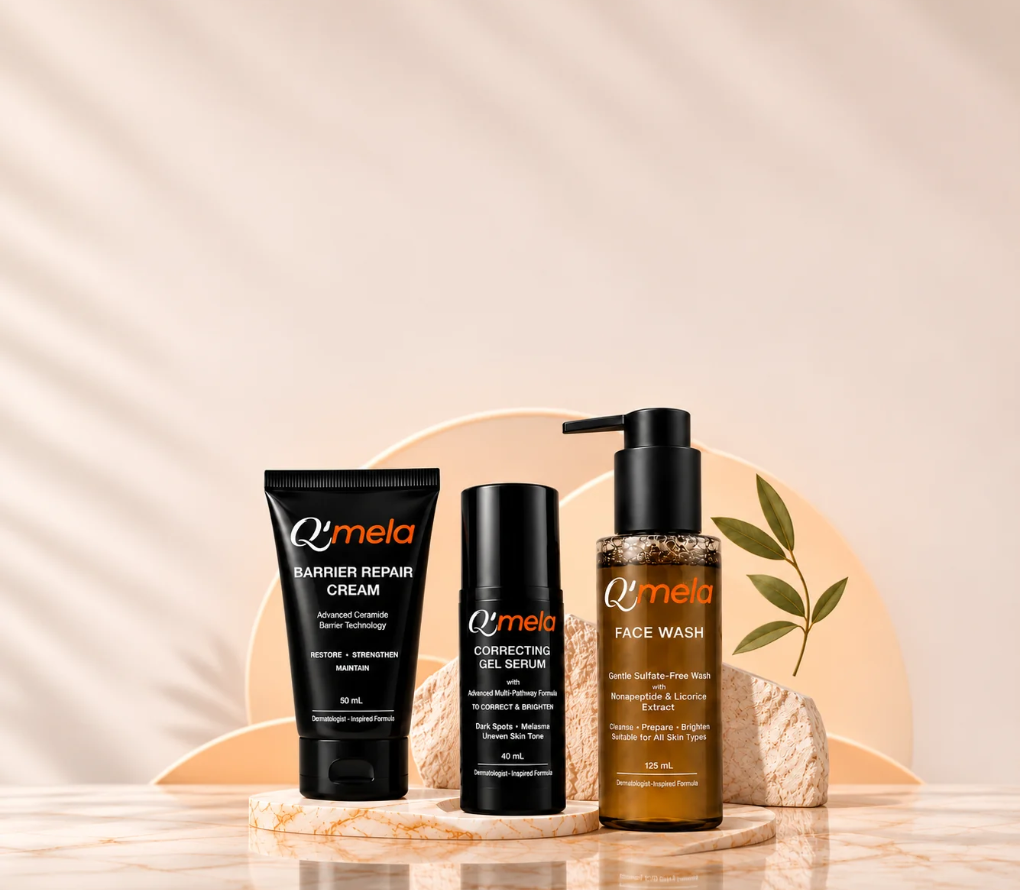 Q'mela
BARRIER REPAIR
CREAM
Advanced Ceramide
Barrier Technology
RESTORE • STRENGTHEN
MAINTAIN
50 mL
Dermatologist - Inspired Formula
Q'mela
CORRECTING
GEL SERUM
with
Advanced Multi-Pathway Formula
TO CORRECT & BRIGHTEN
Dark Spots • Melasma
Uneven Skin Tone
40 mL
Dermatologist- Inspired Formula
Q'mela
FACE WASH
Gentle Sulfate-Free Wash
with
Nonapeptide & Licorice
Extract
Cleanse • Prepare • Brighten
Suitable for All Skin Types
125 mL
Dermatologist-Inspired Formula